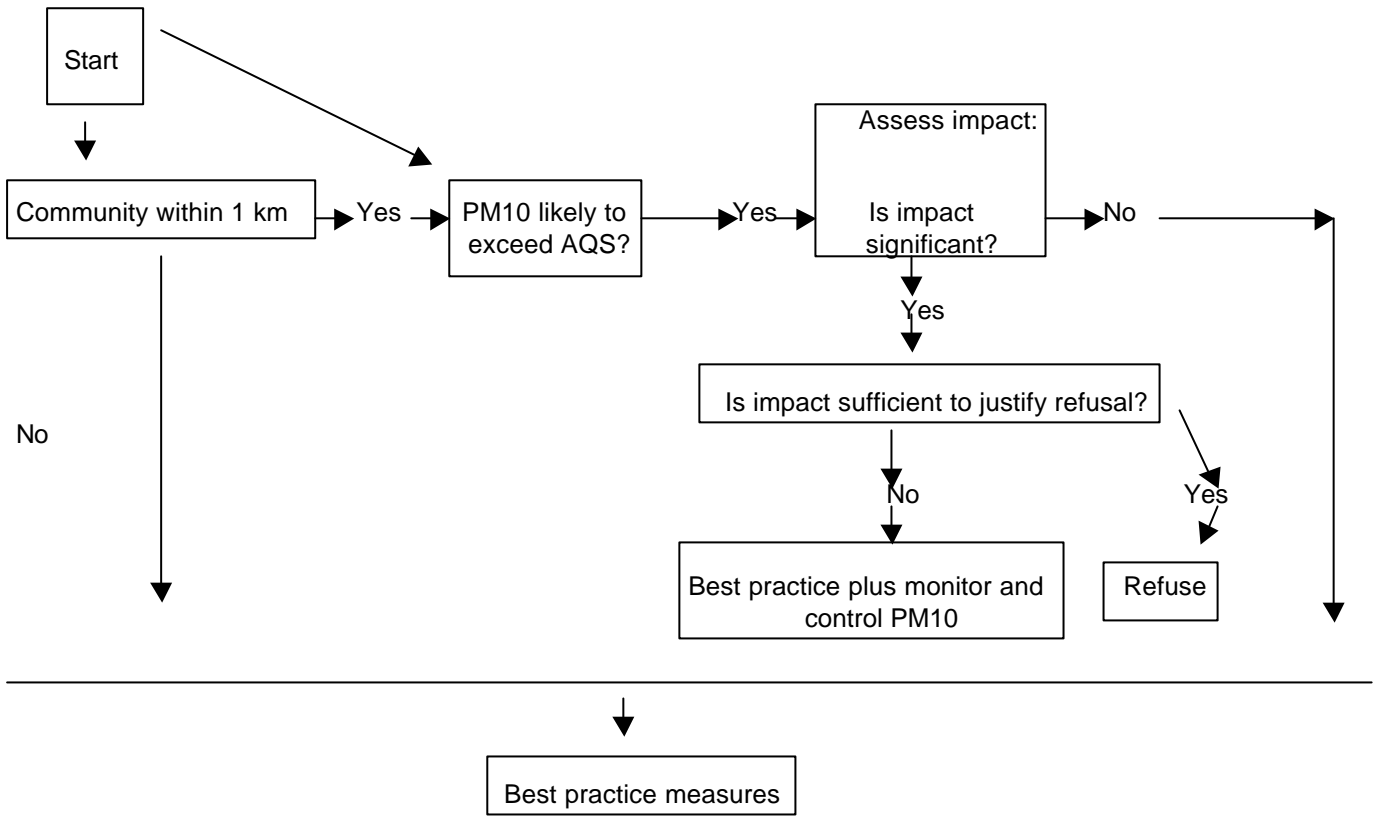 Start
Assess impact:
Community within 1 km
Yes
PM10 likely to
exceed AQS?
Yes
Is impact
significant?
No
Yes
Is impact sufficient to justify refusal?
No
No
Yes
Best practice plus monitor and
control PM10
Refuse
Best practice measures